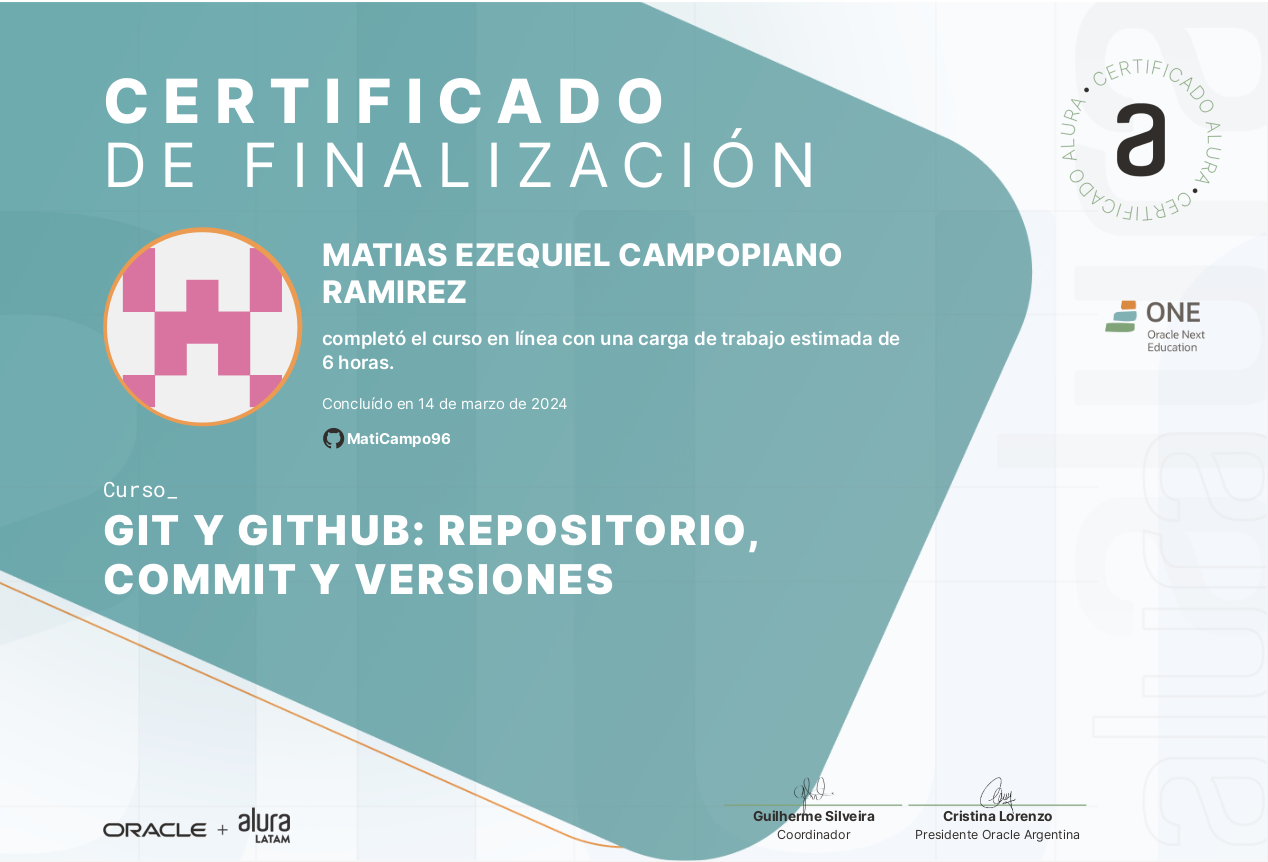 CERTIFICADO
DE FINALIZACIÓN
CERTIFICADO ALURA • CERTIFICADO ALURA •
a
MATIAS EZEQUIEL CAMPOPIANO
RAMIREZ
completó el curso en línea con una carga de trabajo estimada de
6 horas.
Concluído en 14 de marzo de 2024
MatiCampo96
ONE
Oracle Next
Education
Curso_
GIT Y GITHUB: REPOSITORIO,
COMMIT Y VERSIONES
alura
alura
ORACLE + alura
LATAM
Guilherme Silveira
Coordinador
Cristina Lorenzo
Presidente Oracle Argentina